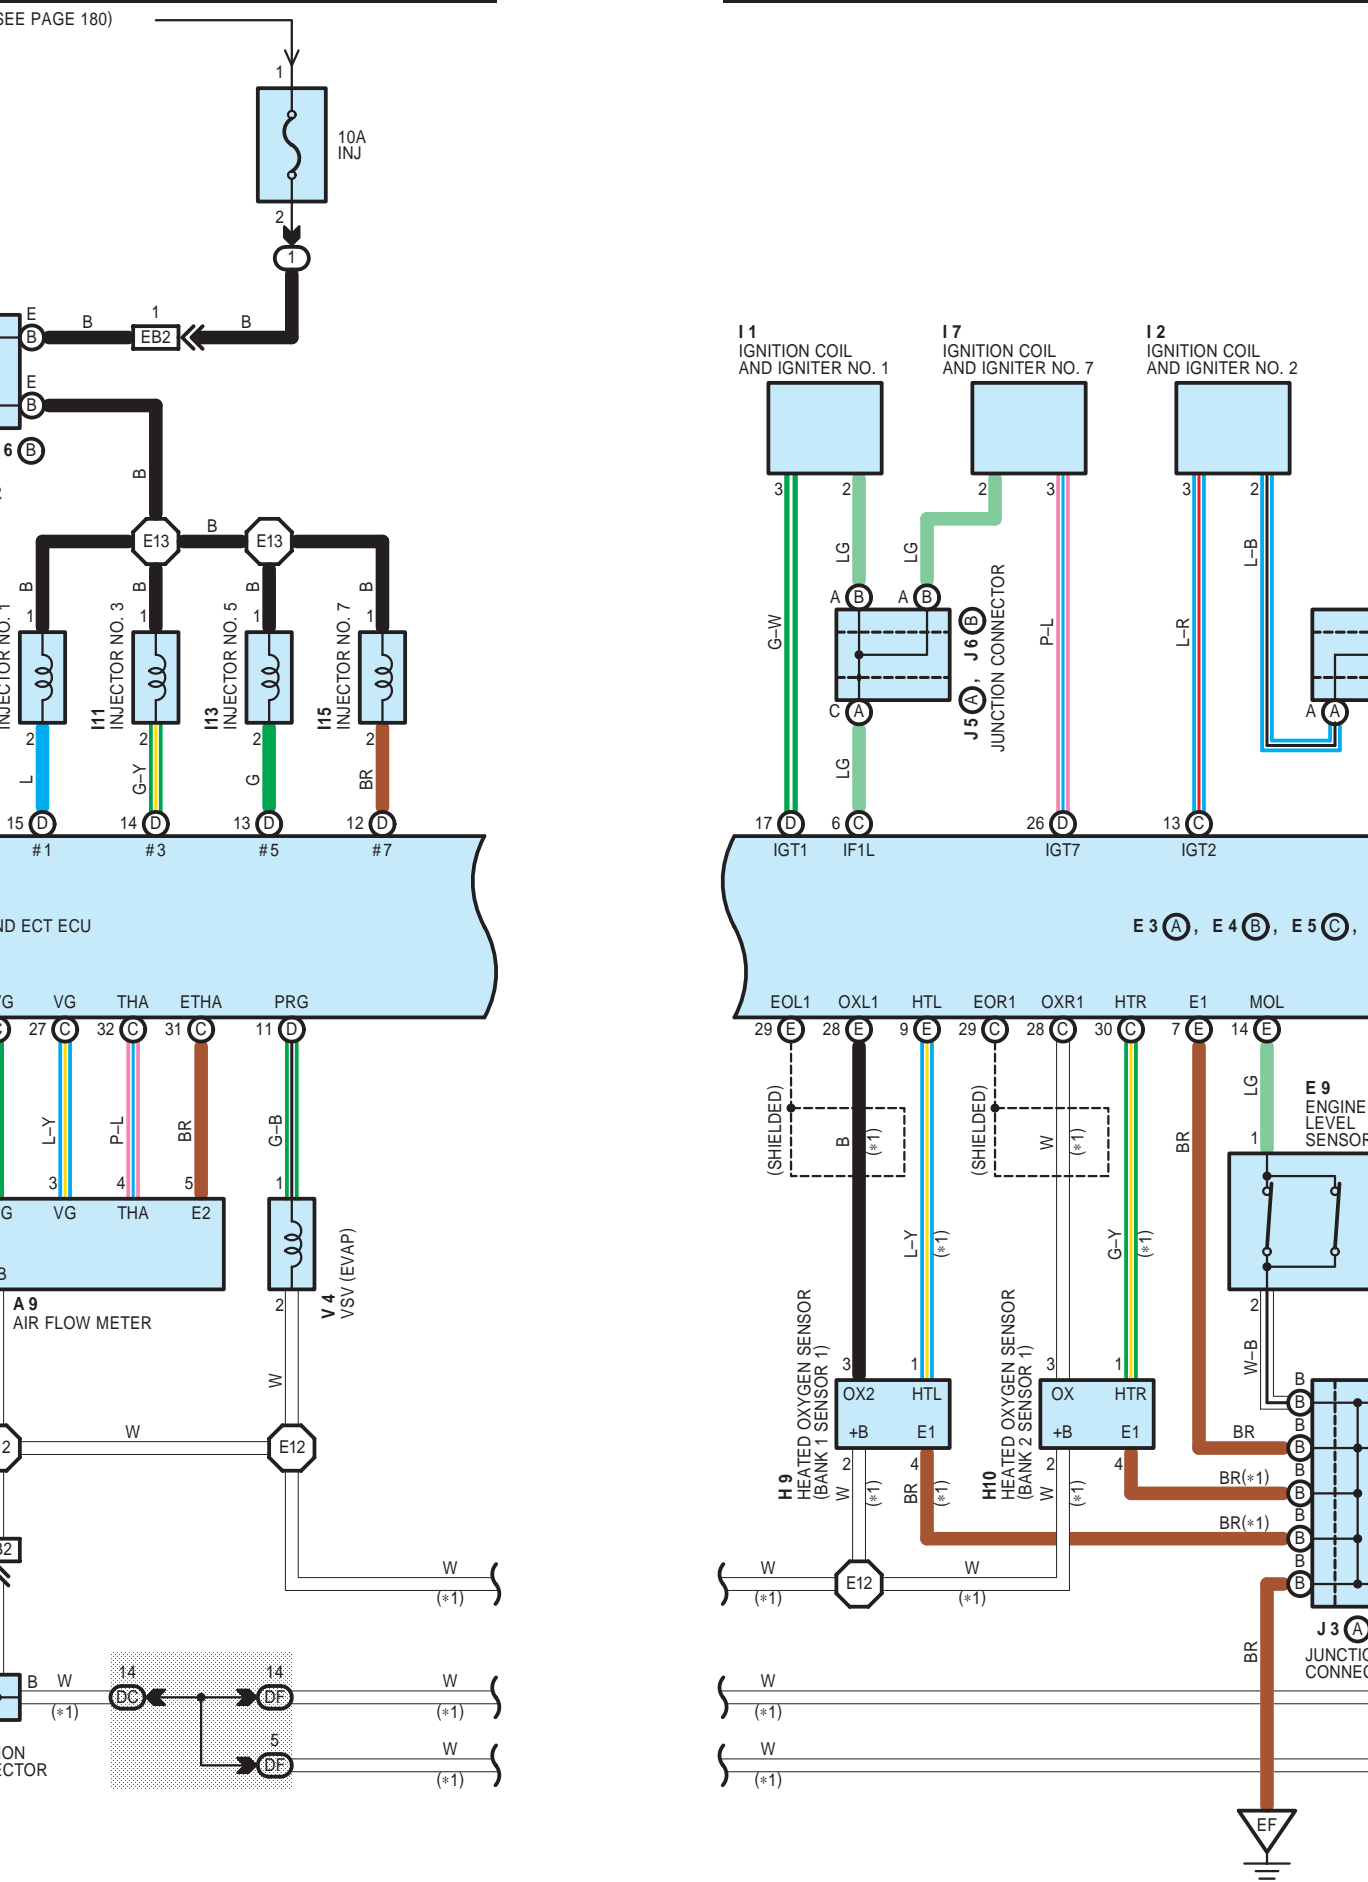 SEE PAGE 180)
1
10A
INJ
2
1
E
B
B
1
EB2
B
E
B
6 B
B
E13
B
E13
B
B
B
B
1
1
1
1
INJECTOR NO. 1
I11
INJECTOR NO. 3
I13
INJECTOR NO. 5
I15
INJECTOR NO. 7
2
2
2
2
L
G–Y
G
BR
15 D
14 D
13 D
12 D
#1
#3
#5
#7
ND ECT ECU
VG
THA
ETHA
PRG
27 C
32 C
31 C
11 D
L–Y
P–L
BR
G–B
3
4
5
1
G
VG
THA
E2
B
A 9
AIR FLOW METER
2
V 4
VSV (EVAP)
W
2
W
E12
B2
W
(*1)
B
W
(*1)
14
DC
14
DF
5
DF
W
(*1)
W
(*1)
ION
ECTOR
I 1
IGNITION COIL
AND IGNITER NO. 1
I 7
IGNITION COIL
AND IGNITER NO. 7
I 2
IGNITION COIL
AND IGNITER NO. 2
3
2
2
3
3
2
G–W
LG
LG
P–L
L–R
L–B
A B
A B
J 5 A, J 6 B
JUNCTION CONNECTOR
C A
A A
LG
17 D
6 C
26 D
13 C
IGT1
IF1L
IGT7
IGT2
E 3 A, E 4 B, E 5 C,
EOL1
OXL1
HTL
EOR1
OXR1
HTR
E1
MOL
29 E
28 E
9 E
29 C
28 C
30 C
7 E
14 E
(SHIELDED)
B
(*1)
(SHIELDED)
W
(*1)
BR
LG
E 9
ENGINE
LEVEL
SENSOR
1
L–Y
(*1)
G–Y
(*1)
2
W–B
3
1
3
1
OX2
HTL
+B
E1
OX
HTR
+B
E1
H 9
HEATED OXYGEN SENSOR
(BANK 1 SENSOR 1)
H10
HEATED OXYGEN SENSOR
(BANK 2 SENSOR 1)
2
4
2
4
W
(*1)
BR
(*1)
W
(*1)
B
B
B
BR
B
B
BR(*1)
B
B
BR(*1)
B
B
B
W
(*1)
E12
W
(*1)
BR
J 3 A
JUNCTIO
CONNEC
W
(*1)
W
(*1)
EF